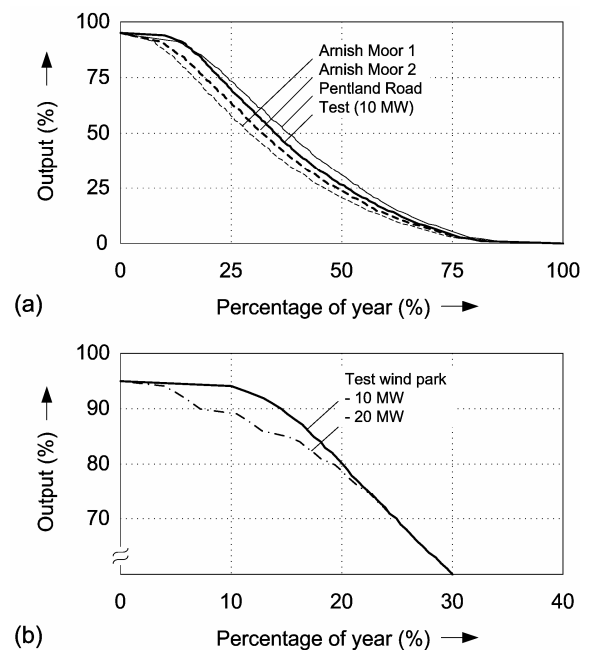 100
75
50
25
0
Output (%)
Arnish Moor 1
Arnish Moor 2
Pentland Road
Test (10 MW)
0 25 50 75 100
Percentage of year (%)
(a)
100
90
80
70
Output (%)
Test wind park
- 10 MW
- 20 MW
0 10 20 30 40
Percentage of year (%)
(b)